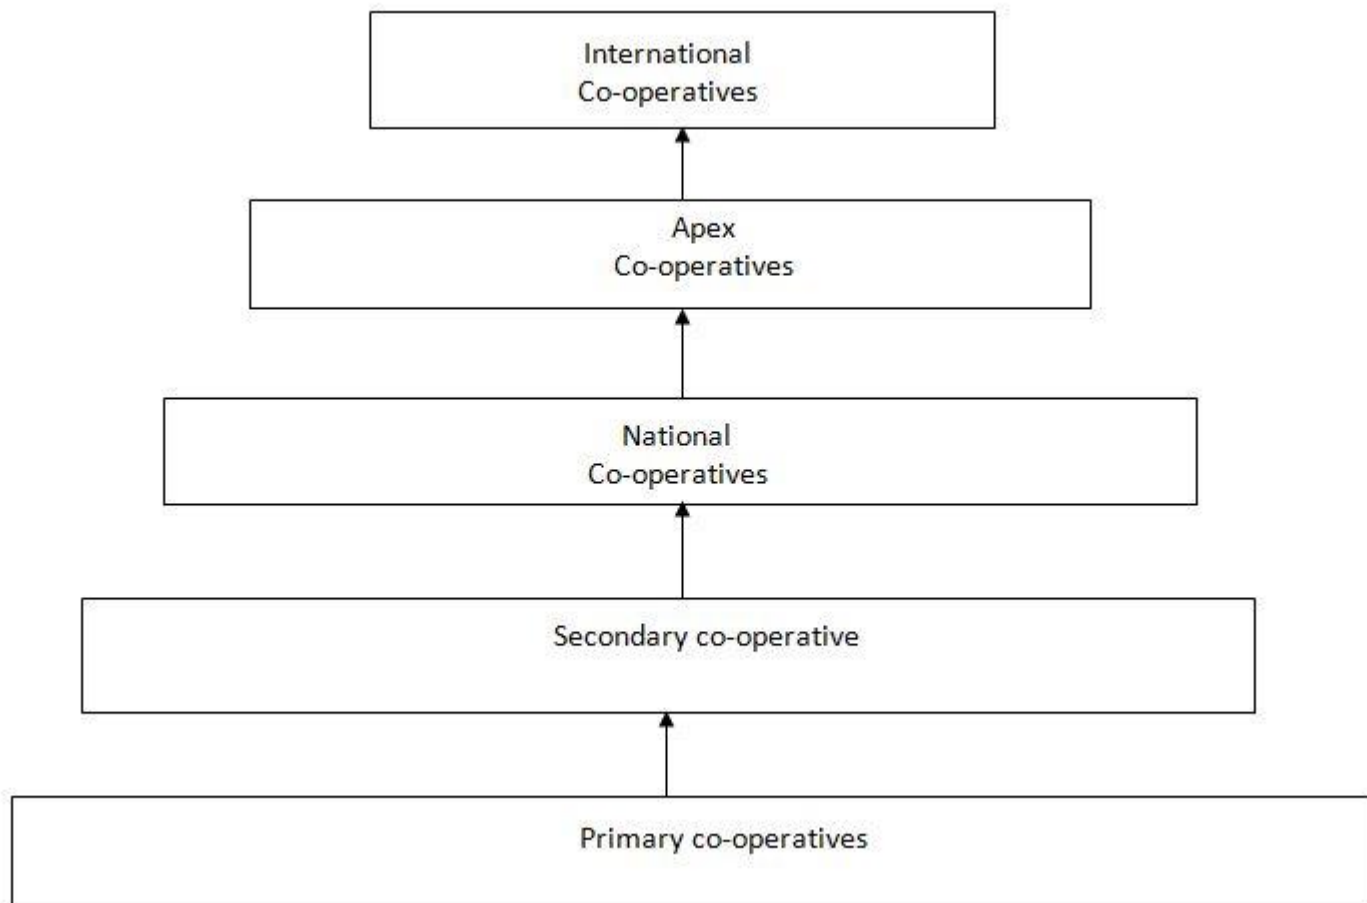 International
Co-operatives
Apex
Co-operatives
National
Co-operatives
Secondary co-operative
Primary co-operatives